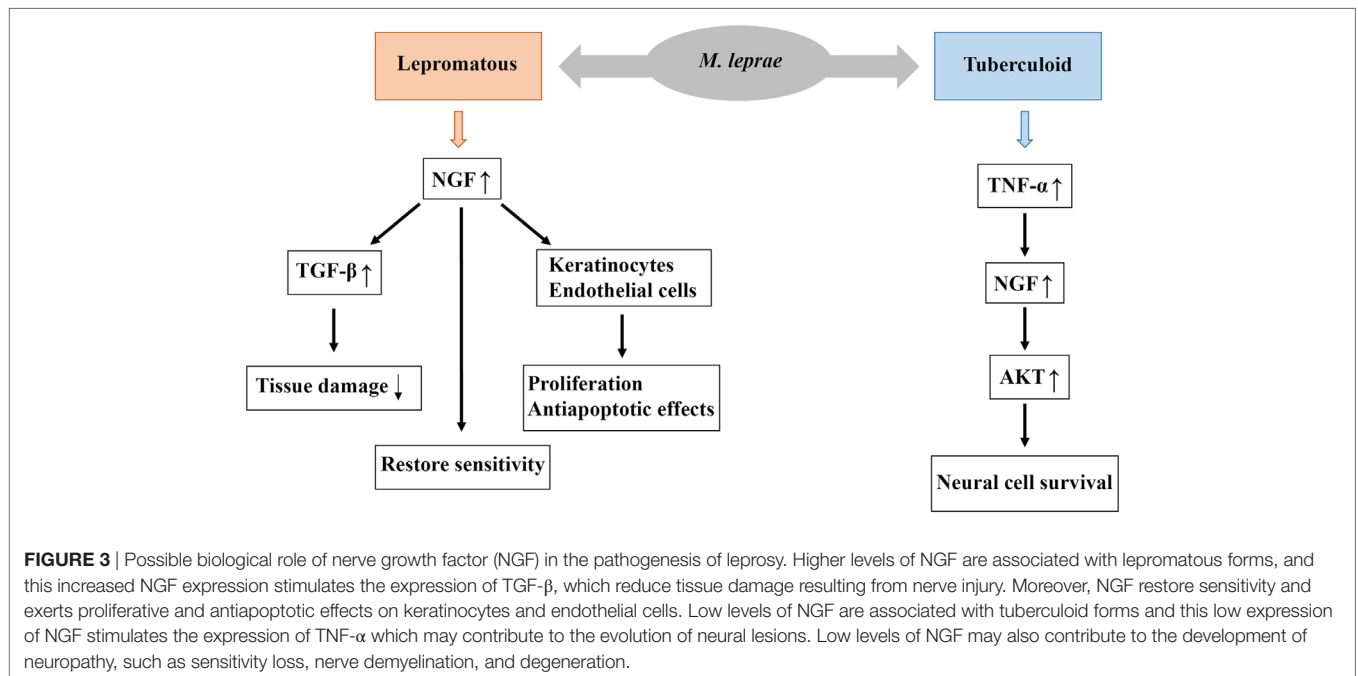 Lepromatous
M. leprae
Tuberculoid
NGF ↑
TNF-α ↑
TGF-β ↑
Keratinocytes
Endothelial cells
NGF ↑
Tissue damage ↓
Proliferation
Antiapoptotic effects
AKT ↑
Restore sensitivity
Neural cell survival
FIGURE 3 | Possible biological role of nerve growth factor (NGF) in the pathogenesis of leprosy. Higher levels of NGF are associated with lepromatous forms, and
this increased NGF expression stimulates the expression of TGF-β, which reduce tissue damage resulting from nerve injury. Moreover, NGF restore sensitivity and
exerts proliferative and antiapoptotic effects on keratinocytes and endothelial cells. Low levels of NGF are associated with tuberculoid forms and this low expression
of NGF stimulates the expression of TNF-α which may contribute to the evolution of neural lesions. Low levels of NGF may also contribute to the development of
neuropathy, such as sensitivity loss, nerve demyelination, and degeneration.